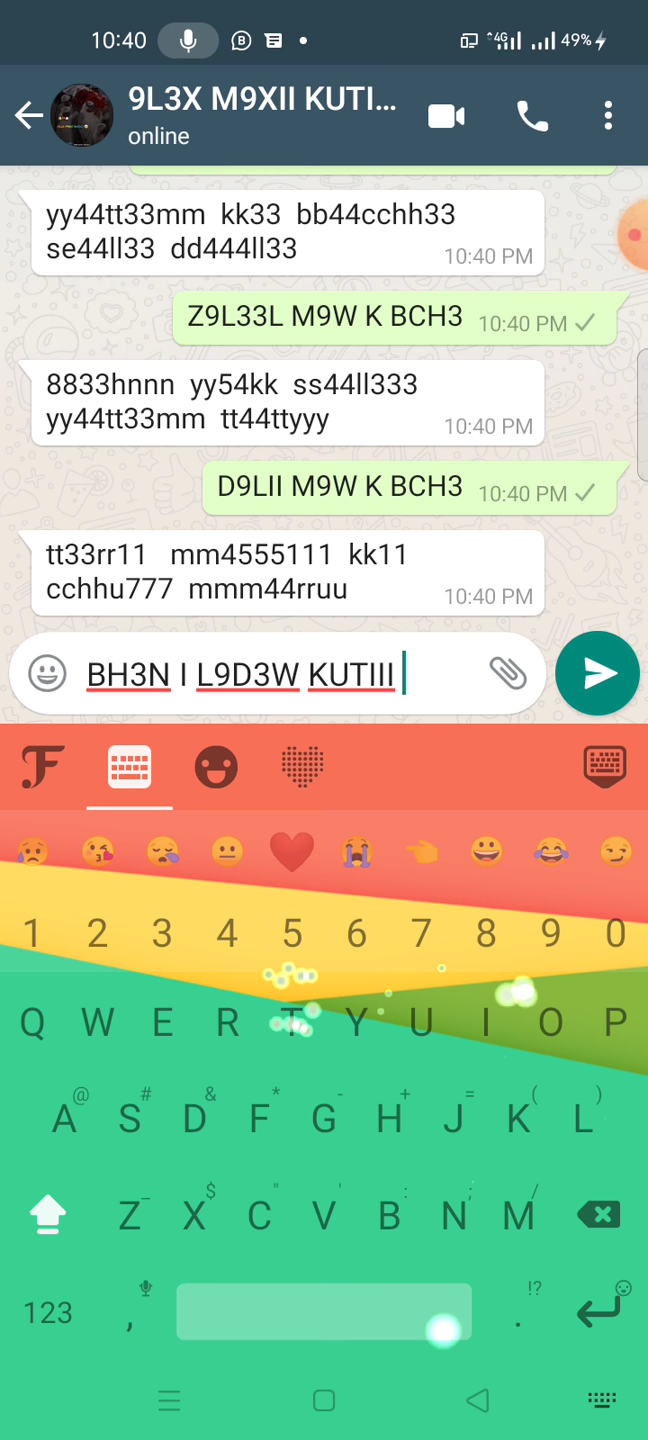 10:40
4G
49%
9L3X M9XII KUTI...
online
yy44tt33mm kk33 bb44cchh33
se44ll33 dd444ll33
10:40 PM
Z9L33L M9W K BCH3
10:40 PM
8833hnnn yy54kk ss44ll333
yy44tt33mm tt44ttyyy
10:40 PM
D9LII M9W K BCH3
10:40 PM
tt33rr11 mm4555111 kk11
cchhu777 mmm44rruu
10:40 PM
BH3N I L9D3W KUTIII
1 2 3 4 5 6 7 8 9 0
Q W E R T Y U I O P
@ # & * - + = ( )
A S D F G H J K L
_ $ " ' : ; /
Z X C V B N M
!?
123 , .